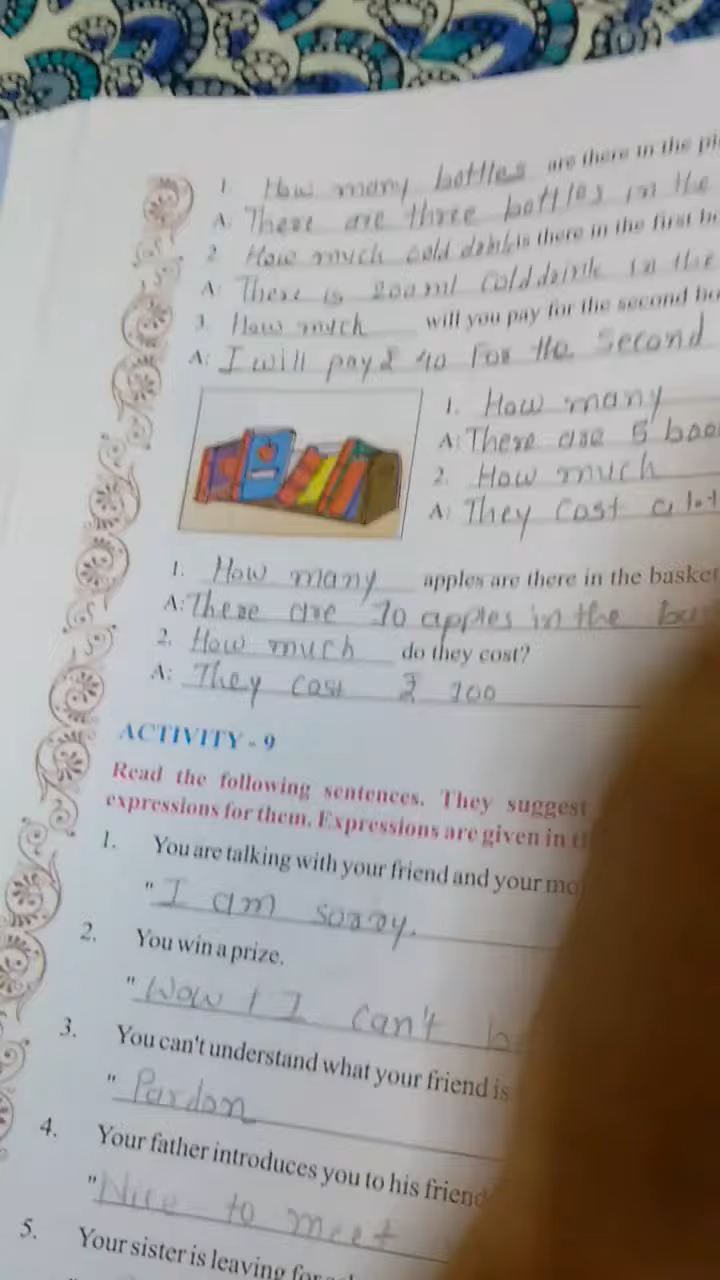 1. How many bottles are there in the
A: There are three bottles in the
2. How much cold is there in the first
A: There is 200ml cold in the
3. How much will you pay for the second
A: I will pay ₹ 40 For the Second
1. How many
A: There are 5
2. How much
A: They cost a lot
1. How many apples are there in the basket
A: There are 10 apples in the
2. How much do they cost?
A: They cost ₹ 100
ACTIVITY - 9
Read the following sentences. They suggest
expressions for them. Expressions are given in
1. You are talking with your friend and your
"I am sorry.
2. You win a prize.
"Wow ! I can't
3. You can't understand what your friend is
"Pardon
4. Your father introduces you to his friend
"Nice to meet
5. Your sister is leaving for